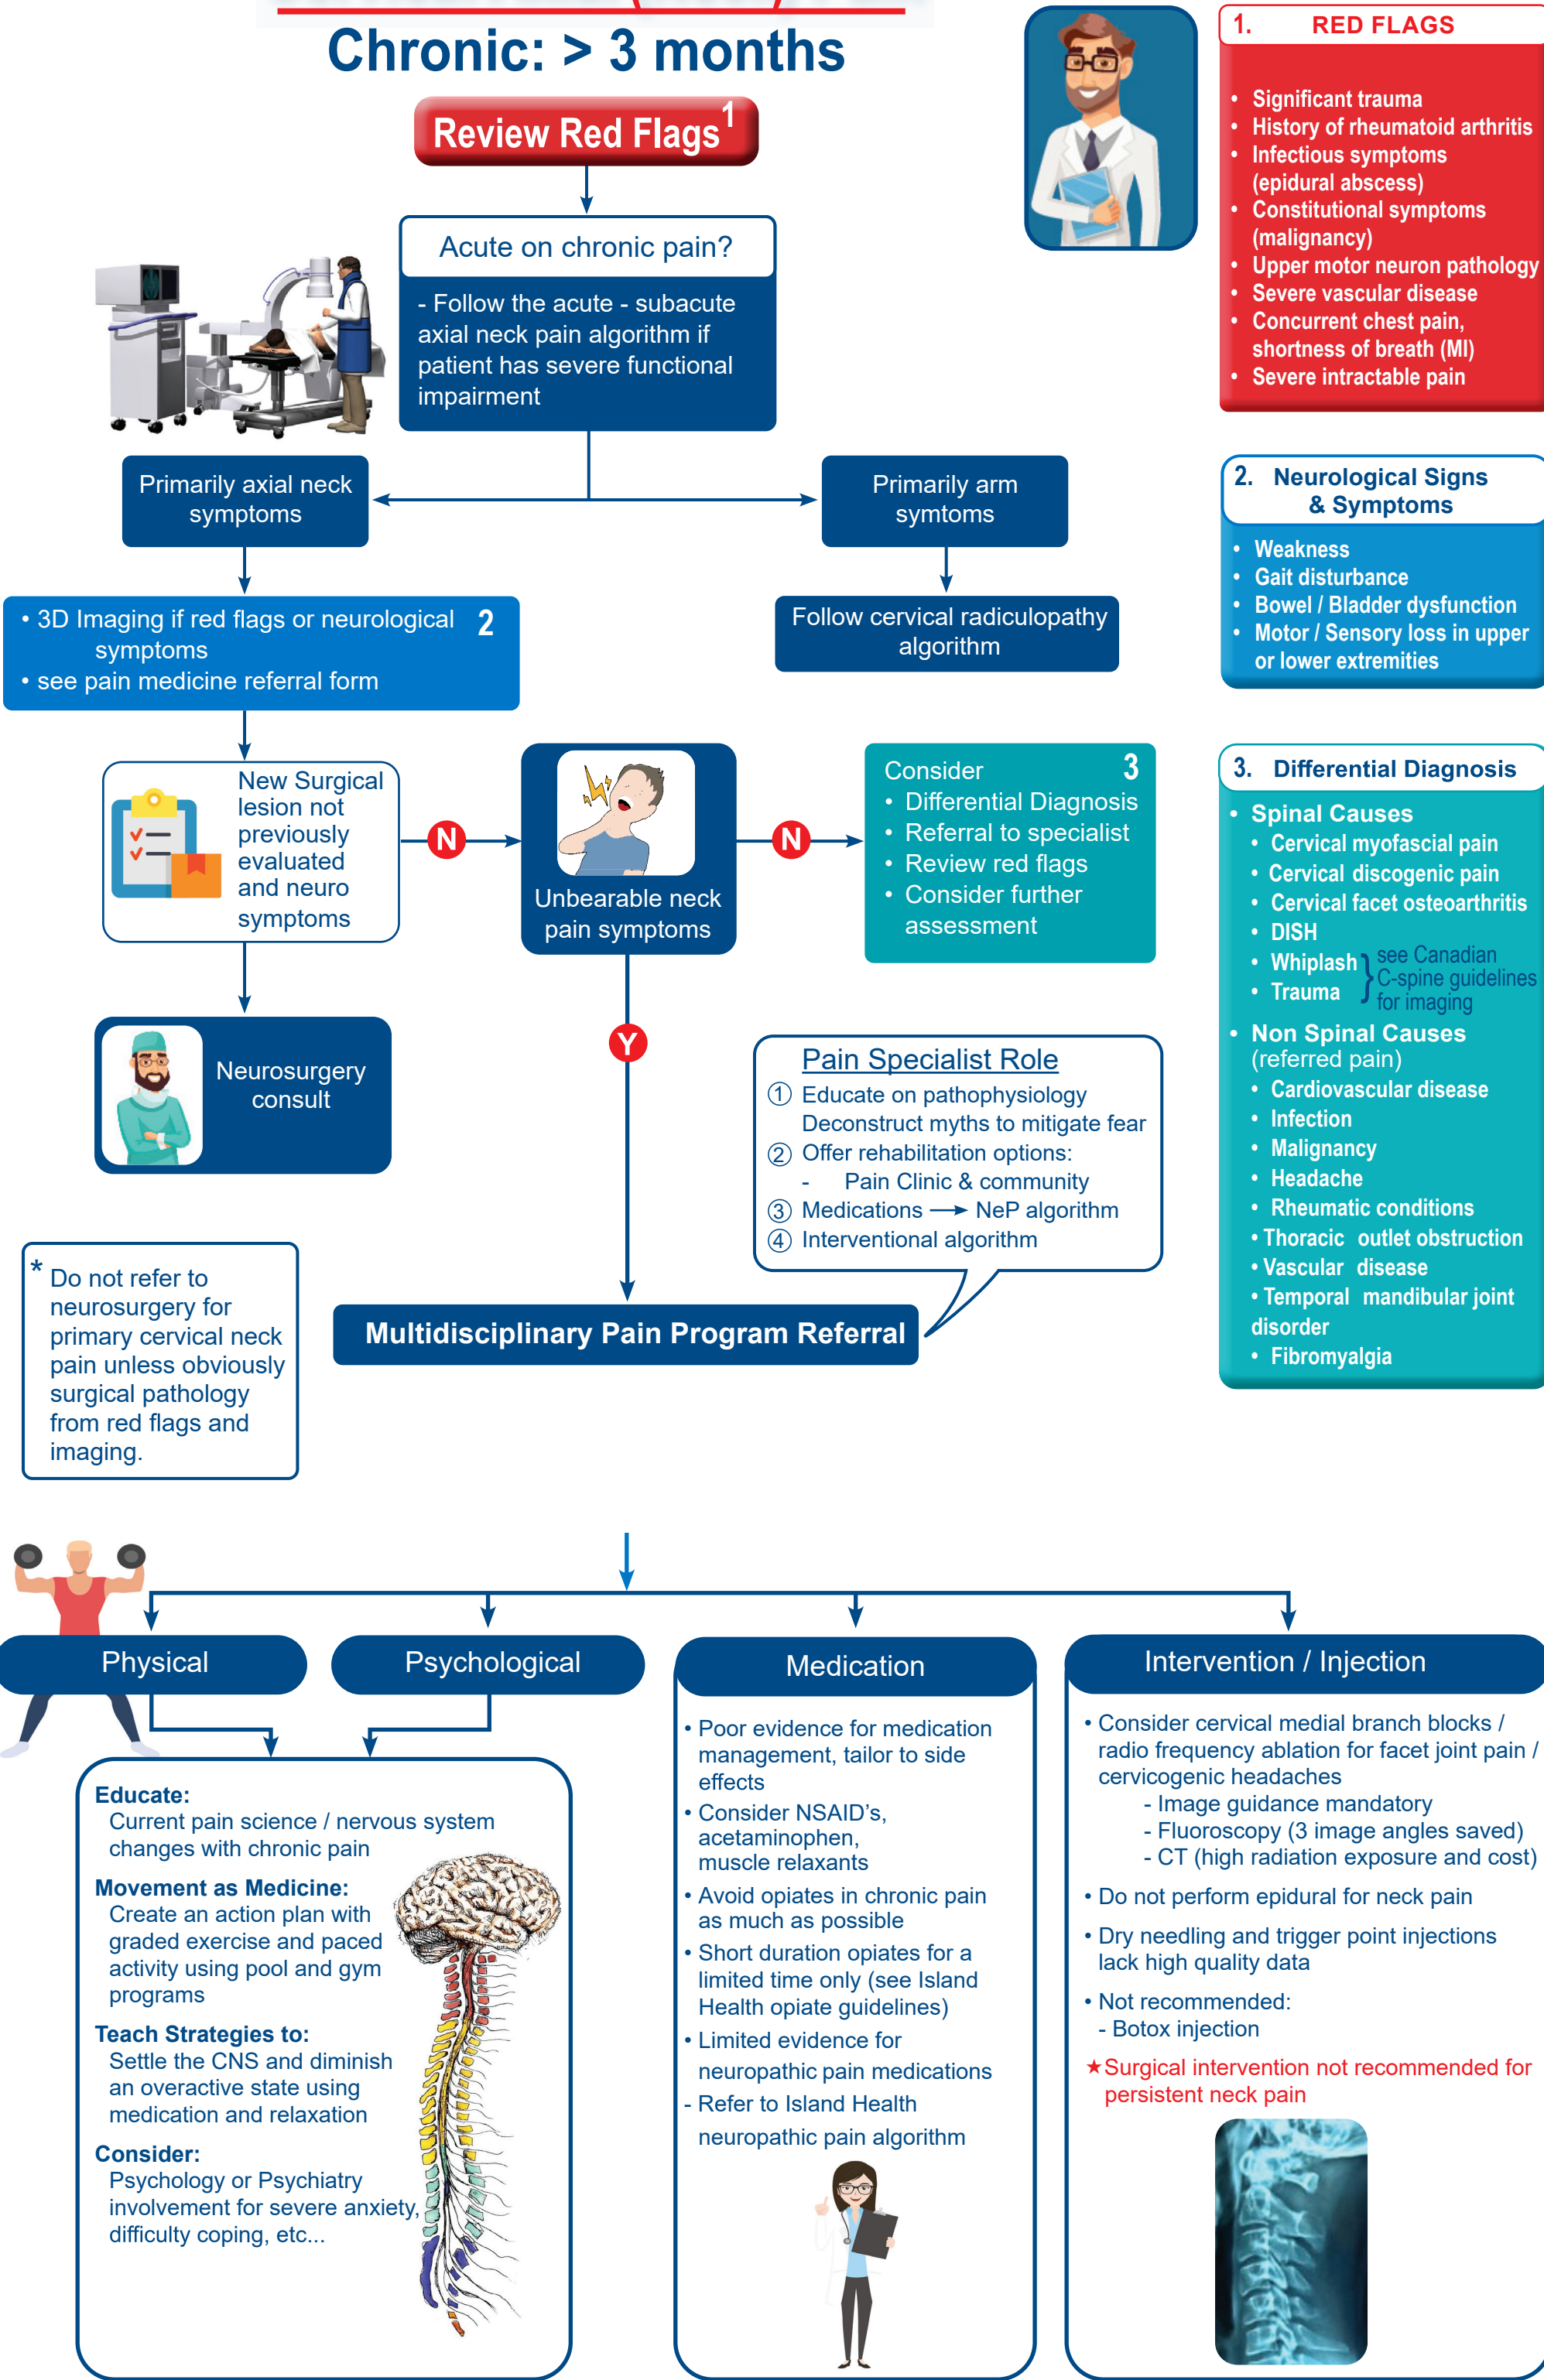 Chronic: > 3 months
Review Red Flags 1
Acute on chronic pain?
- Follow the acute - subacute
axial neck pain algorithm if
patient has severe functional
impairment
Primarily axial neck
symptoms
Primarily arm
symtoms
• 3D Imaging if red flags or neurological 2
symptoms
• see pain medicine referral form
Follow cervical radiculopathy
algorithm
New Surgical
lesion not
previously
evaluated
and neuro
symptoms
N
Unbearable neck
pain symptoms
N
Consider 3
• Differential Diagnosis
• Referral to specialist
• Review red flags
• Consider further
assessment
Neurosurgery
consult
Y
Pain Specialist Role
1 Educate on pathophysiology
Deconstruct myths to mitigate fear
2 Offer rehabilitation options:
- Pain Clinic & community
3 Medications → NeP algorithm
4 Interventional algorithm
Multidisciplinary Pain Program Referral
* Do not refer to
neurosurgery for
primary cervical neck
pain unless obviously
surgical pathology
from red flags and
imaging.
1. RED FLAGS
• Significant trauma
• History of rheumatoid arthritis
• Infectious symptoms
(epidural abscess)
• Constitutional symptoms
(malignancy)
• Upper motor neuron pathology
• Severe vascular disease
• Concurrent chest pain,
shortness of breath (MI)
• Severe intractable pain
2. Neurological Signs
& Symptoms
• Weakness
• Gait disturbance
• Bowel / Bladder dysfunction
• Motor / Sensory loss in upper
or lower extremities
3. Differential Diagnosis
• Spinal Causes
• Cervical myofascial pain
• Cervical discogenic pain
• Cervical facet osteoarthritis
• DISH
• Whiplash
• Trauma
} see Canadian
C-spine guidelines
for imaging
• Non Spinal Causes
(referred pain)
• Cardiovascular disease
• Infection
• Malignancy
• Headache
• Rheumatic conditions
• Thoracic outlet obstruction
• Vascular disease
• Temporal mandibular joint
disorder
• Fibromyalgia
Physical
Psychological
Educate:
Current pain science / nervous system
changes with chronic pain
Movement as Medicine:
Create an action plan with
graded exercise and paced
activity using pool and gym
programs
Teach Strategies to:
Settle the CNS and diminish
an overactive state using
medication and relaxation
Consider:
Psychology or Psychiatry
involvement for severe anxiety,
difficulty coping, etc...
Medication
• Poor evidence for medication
management, tailor to side
effects
• Consider NSAID's,
acetaminophen,
muscle relaxants
• Avoid opiates in chronic pain
as much as possible
• Short duration opiates for a
limited time only (see Island
Health opiate guidelines)
• Limited evidence for
neuropathic pain medications
- Refer to Island Health
neuropathic pain algorithm
Intervention / Injection
• Consider cervical medial branch blocks /
radio frequency ablation for facet joint pain /
cervicogenic headaches
- Image guidance mandatory
- Fluoroscopy (3 image angles saved)
- CT (high radiation exposure and cost)
• Do not perform epidural for neck pain
• Dry needling and trigger point injections
lack high quality data
• Not recommended:
- Botox injection
★Surgical intervention not recommended for
persistent neck pain